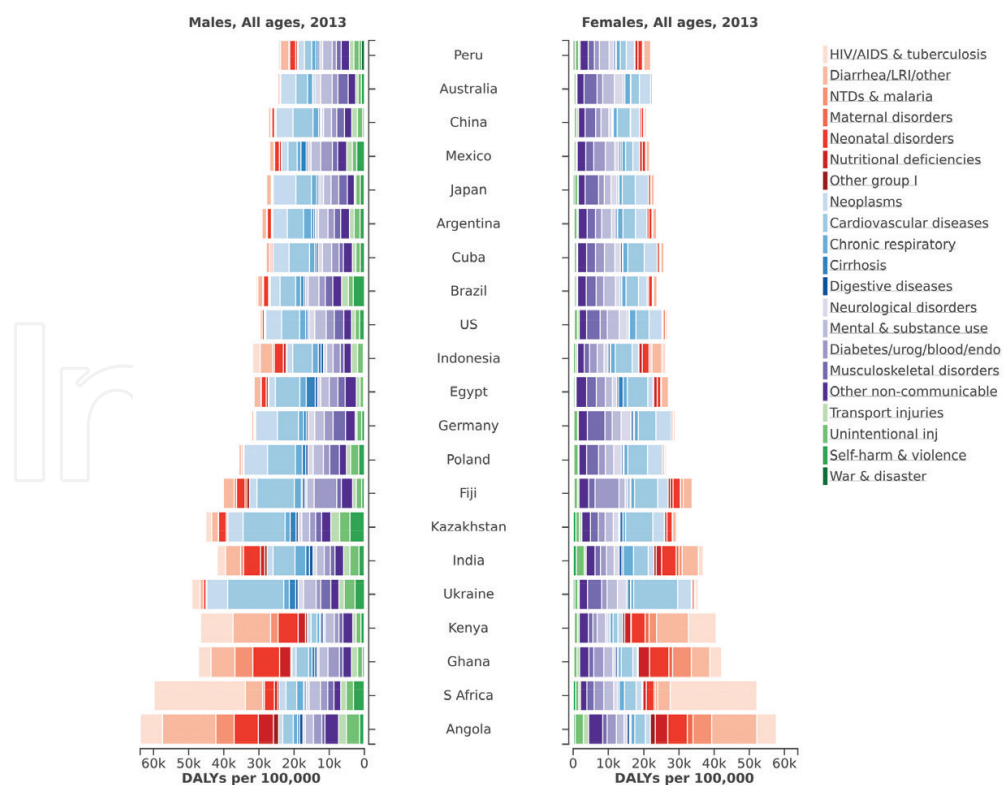 Males, All ages, 2013
Females, All ages, 2013
Peru
Australia
China
Mexico
Japan
Argentina
Cuba
Brazil
US
Indonesia
Egypt
Germany
Poland
Fiji
Kazakhstan
India
Ukraine
Kenya
Ghana
S Africa
Angola
60k 50k 40k 30k 20k 10k 0
DALYs per 100,000
0 10k 20k 30k 40k 50k 60k
DALYs per 100,000
HIV/AIDS & tuberculosis
Diarrhea/LRI/other
NTDs & malaria
Maternal disorders
Neonatal disorders
Nutritional deficiencies
Other group I
Neoplasms
Cardiovascular diseases
Chronic respiratory
Cirrhosis
Digestive diseases
Neurological disorders
Mental & substance use
Diabetes/urog/blood/endo
Musculoskeletal disorders
Other non-communicable
Transport injuries
Unintentional inj
Self-harm & violence
War & disaster